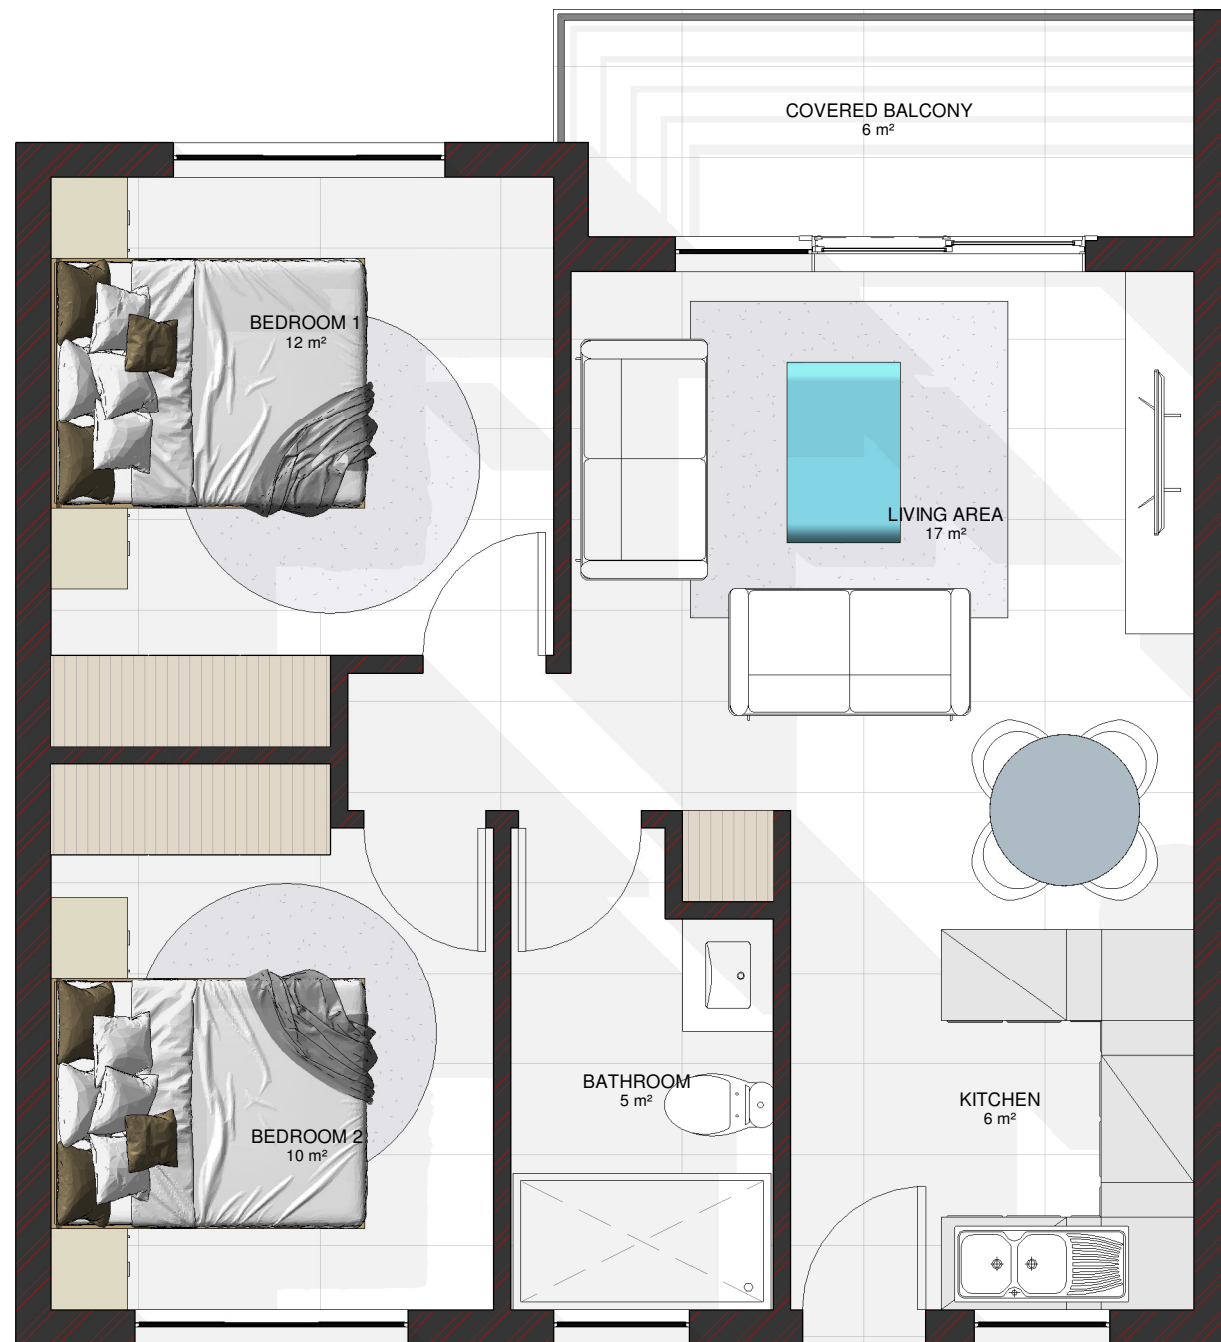 COVERED BALCONY
6 m²
BEDROOM 1
12 m²
LIVING AREA
17 m²
BATHROOM
5 m²
KITCHEN
6 m²
BEDROOM 2
10 m²